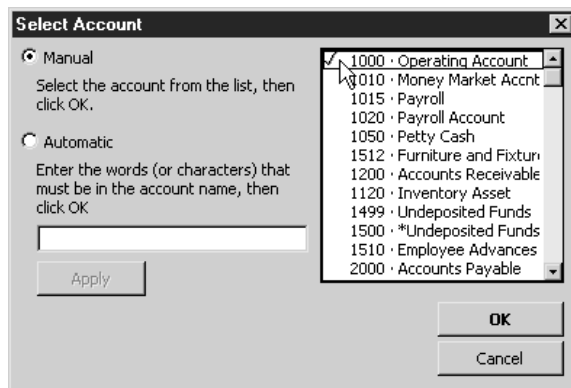 Select Account
Manual
Select the account from the list, then
click OK.
Automatic
Enter the words (or characters) that
must be in the account name, then
click OK
Apply
1000 · Operating Account
1010 · Money Market Accnt
1015 · Payroll
1020 · Payroll Account
1050 · Petty Cash
1512 · Furniture and Fixtur
1200 · Accounts Receivable
1120 · Inventory Asset
1499 · Undeposited Funds
1500 · *Undeposited Funds
1510 · Employee Advances
2000 · Accounts Payable
OK
Cancel